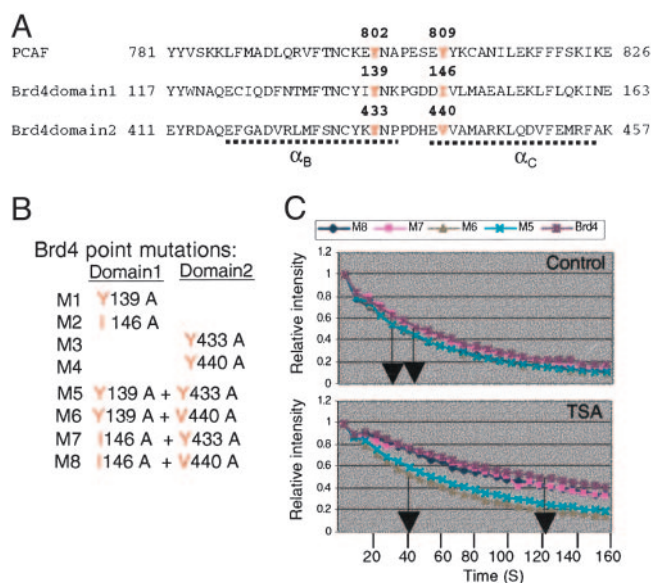 A
802 809
PCAF 781 YYVSKKLFMADLQRVFTNCKEYNAPESEYYKCANILEKFFFSKIKE 826
139 146
Brd4domain1 117 YYWNAQECIQDFNTMFTNCYIYNKPGDDIVLMAEALEKLFLQKINE 163
433 440
Brd4domain2 411 EYRDAQEFGADVRLMFSNCYKYNPPDHEVVAMARKLQDVFEMRFAK 457
αB αC
B
Brd4 point mutations:
Domain1 Domain2
M1 Y139 A
M2 I 146 A
M3 Y433 A
M4 Y440 A
M5 Y139 A + Y433 A
M6 Y139 A + V440 A
M7 I 146 A + Y433 A
M8 I 146 A + V440 A
C
M8 M7 M6 M5 Brd4
Control
Relative intensity
1.2
1
0.8
0.6
0.4
0.2
0
TSA
Relative intensity
1.2
1
0.8
0.6
0.4
0.2
0
20 40 60 80 100 120 140 160
Time (S)